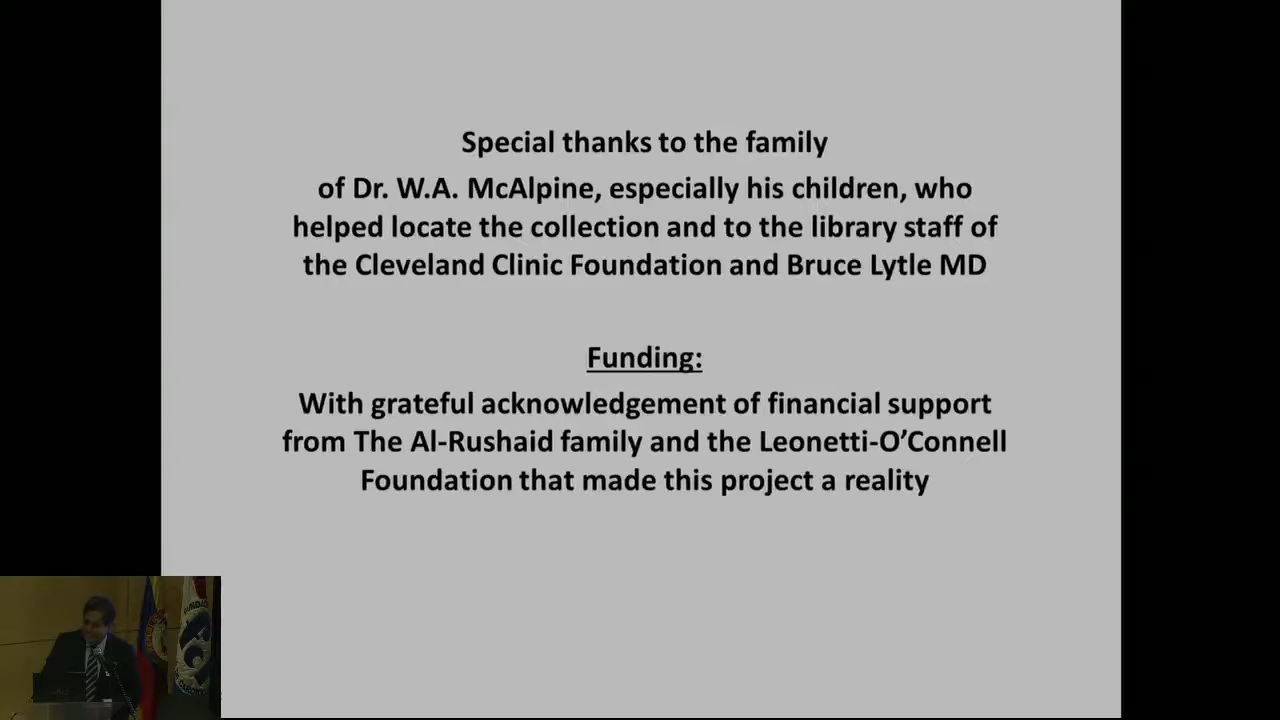 Special thanks to the family
of Dr. W.A. McAlpine, especially his children, who
helped locate the collection and to the library staff of
the Cleveland Clinic Foundation and Bruce Lytle MD
Funding:
With grateful acknowledgement of financial support
from The Al-Rushaid family and the Leonetti-O’Connell
Foundation that made this project a reality